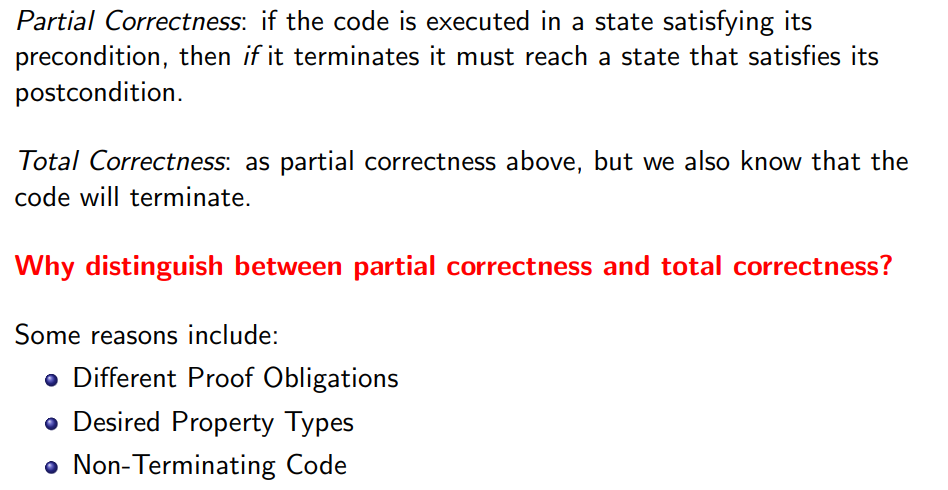 Partial Correctness: if the code is executed in a state satisfying its
precondition, then if it terminates it must reach a state that satisfies its
postcondition.
Total Correctness: as partial correctness above, but we also know that the
code will terminate.
Why distinguish between partial correctness and total correctness?
Some reasons include:
Different Proof Obligations
Desired Property Types
Non-Terminating Code